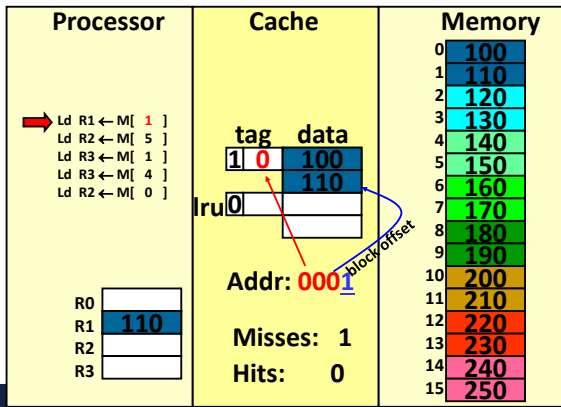 Processor
Ld R1 ← M[ 1 ]
Ld R2 ← M[ 5 ]
Ld R3 ← M[ 1 ]
Ld R3 ← M[ 4 ]
Ld R2 ← M[ 0 ]
R0
R1 110
R2
R3
Cache
tag data
1 0 100
110
lru 0
Addr: 0001
block offset
Misses: 1
Hits: 0
Memory
0 100
1 110
2 120
3 130
4 140
5 150
6 160
7 170
8 180
9 190
10 200
11 210
12 220
13 230
14 240
15 250